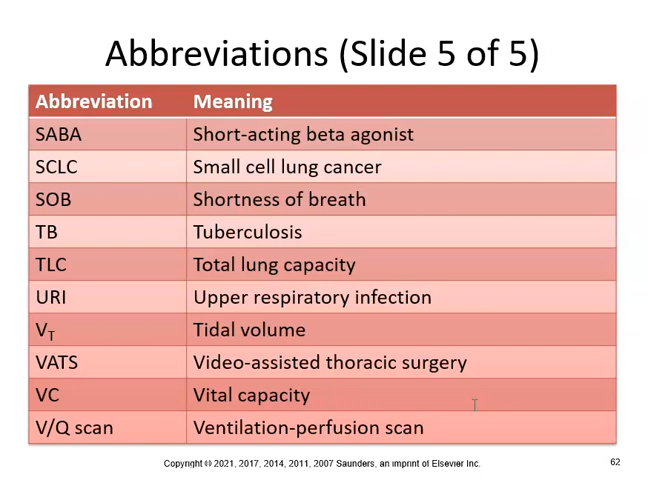 Abbreviations (Slide 5 of 5)
Abbreviation Meaning
SABA Short-acting beta agonist
SCLC Small cell lung cancer
SOB Shortness of breath
TB Tuberculosis
TLC Total lung capacity
URI Upper respiratory infection
VT Tidal volume
VATS Video-assisted thoracic surgery
VC Vital capacity
V/Q scan Ventilation-perfusion scan
Copyright © 2021, 2017, 2014, 2011, 2007 Saunders, an imprint of Elsevier Inc. 62